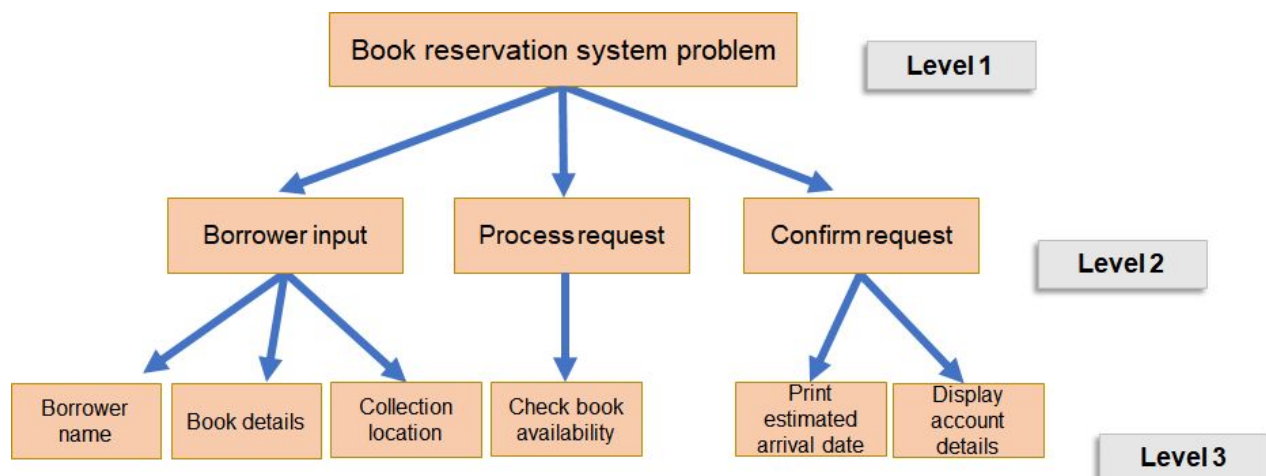 Book reservation system problem
Level 1
Borrower input
Process request
Confirm request
Level 2
Borrower
name
Book details
Collection
location
Check book
availability
Print
estimated
arrival date
Display
account
details
Level 3